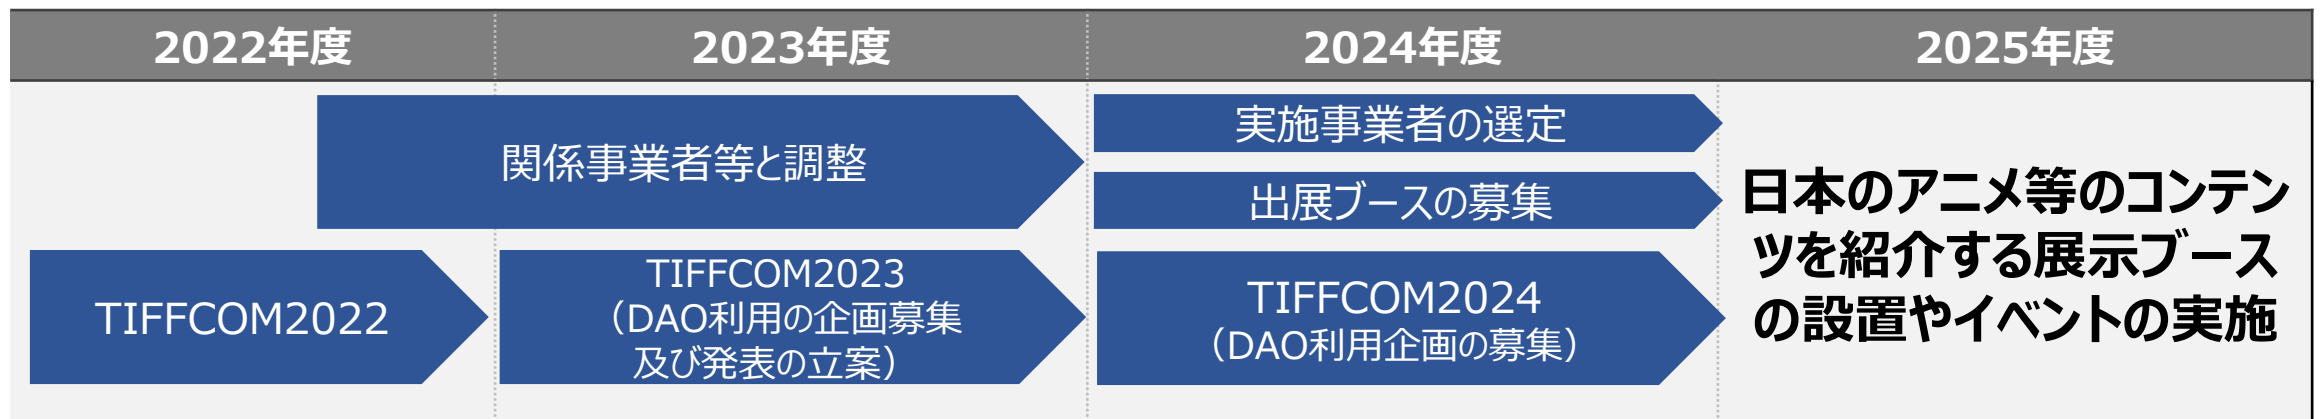 2022年度
2023年度
2024年度
2025年度
関係事業者等と調整
実施事業者の選定
出展ブースの募集
TIFFCOM2022
TIFFCOM2023
（DAO利用の企画募集
及び発表の立案）
TIFFCOM2024
（DAO利用企画の募集）
日本のアニメ等のコンテン
ツを紹介する展示ブース
の設置やイベントの実施